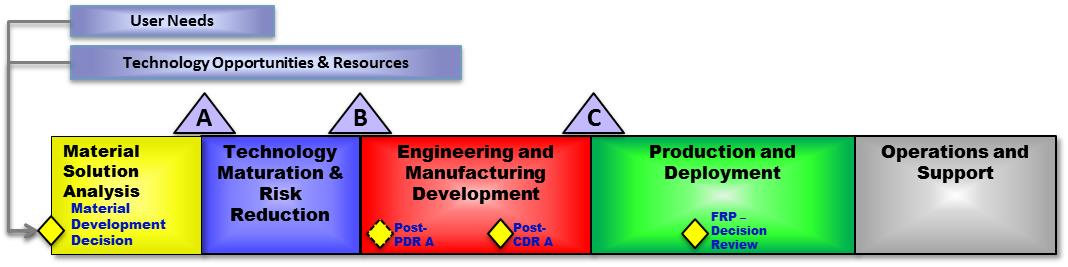 User Needs
Technology Opportunities & Resources
A
B
C
Material
Solution
Analysis
Material
Development
Decision
Technology
Maturation &
Risk
Reduction
Engineering and
Manufacturing
Development
Post-
PDR A
Post-
CDR A
Production and
Deployment
FRP –
Decision
Review
Operations and
Support